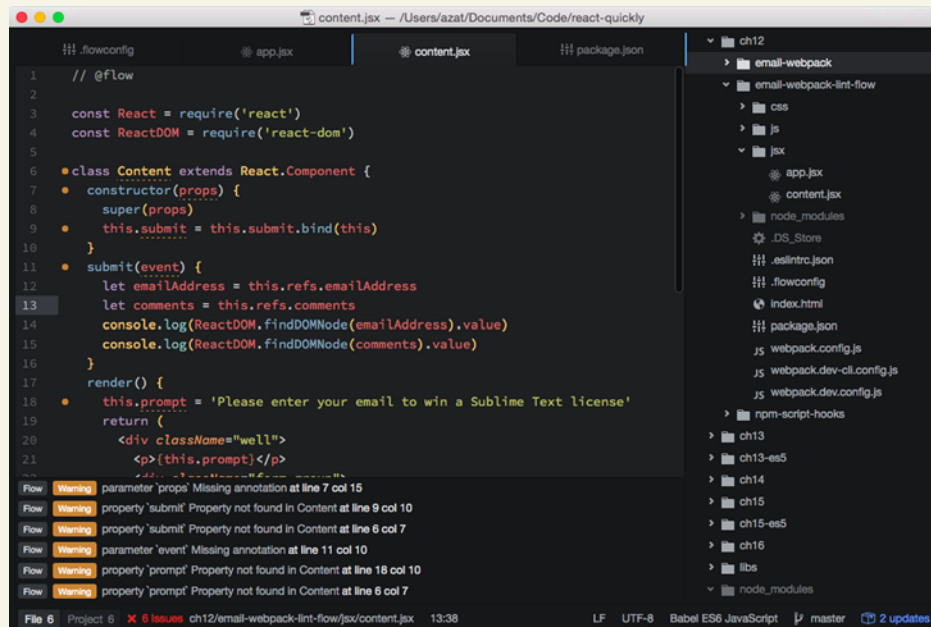 content.jsx — /Users/azat/Documents/Code/react-quickly
.flowconfig
app.jsx
content.jsx
package.json
1 // @flow
2
3 const React = require('react')
4 const ReactDOM = require('react-dom')
5
6 class Content extends React.Component {
7 constructor(props) {
8 super(props)
9 this.submit = this.submit.bind(this)
10 }
11 submit(event) {
12 let emailAddress = this.refs.emailAddress
13 let comments = this.refs.comments
14 console.log(ReactDOM.findDOMNode(emailAddress).value)
15 console.log(ReactDOM.findDOMNode(comments).value)
16 }
17 render() {
18 this.prompt = 'Please enter your email to win a Sublime Text license'
19 return (
20 <div className="well">
21 <p>{this.prompt}</p>
Flow Warning parameter `props` Missing annotation at line 7 col 15
Flow Warning property `submit` Property not found in Content at line 9 col 10
Flow Warning property `submit` Property not found in Content at line 6 col 7
Flow Warning parameter `event` Missing annotation at line 11 col 10
Flow Warning property `prompt` Property not found in Content at line 18 col 10
Flow Warning property `prompt` Property not found in Content at line 6 col 7
ch12
email-webpack
email-webpack-lint-flow
css
js
jsx
app.jsx
content.jsx
node_modules
.DS_Store
.eslintrc.json
.flowconfig
index.html
package.json
JS webpack.config.js
JS webpack.dev-cli.config.js
JS webpack.dev.config.js
npm-script-hooks
ch13
ch13-es5
ch14
ch15
ch15-es5
ch16
libs
node_modules
File 6 Project 6 6 Issues ch12/email-webpack-lint-flow/jsx/content.jsx 13:38 LF UTF-8 Babel ES6 JavaScript master 2 updates